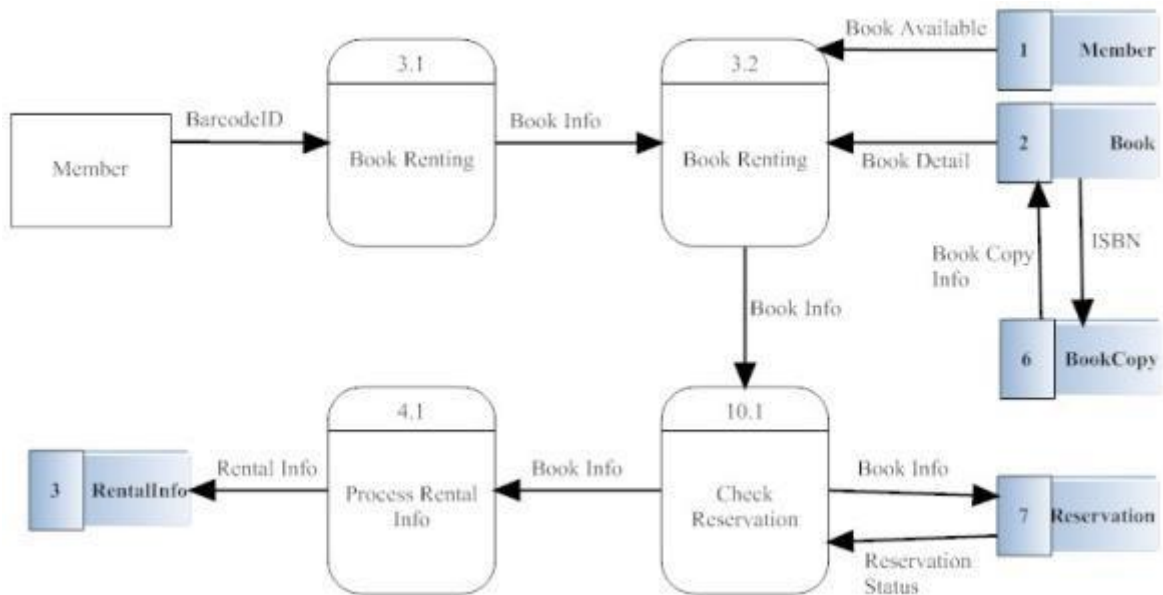 Book Available
1
Member
3.1
3.2
BarcodeID
Book Info
2
Book
Member
Book Renting
Book Renting
Book Detail
Book Copy
Info
ISBN
Book Info
6
BookCopy
4.1
10.1
3
RentalInfo
Rental Info
Process Rental
Info
Book Info
Check
Reservation
Book Info
7
Reservation
Reservation
Status